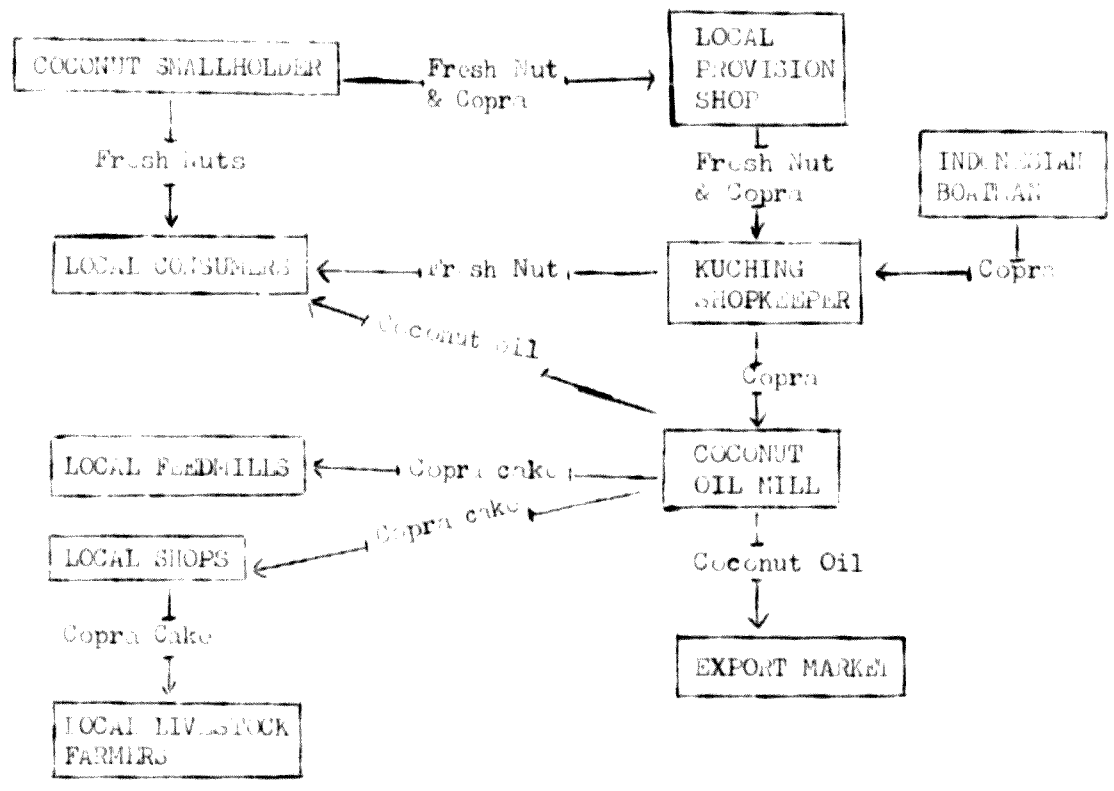 COCONUT SMALLHOLDER
Fresh Nut
& Copra
LOCAL
PROVISION
SHOP
Fresh Nuts
Fresh Nut
& Copra
INDONESIAN
BOATMAN
LOCAL CONSUMERS
Fresh Nut
KUCHING
SHOPKEEPER
Copra
Coconut oil
Copra
LOCAL FEEDMILLS
Copra cake
COCONUT
OIL MILL
Copra cake
LOCAL SHOPS
Coconut Oil
Copra Cake
EXPORT MARKET
LOCAL LIVESTOCK
FARMERS